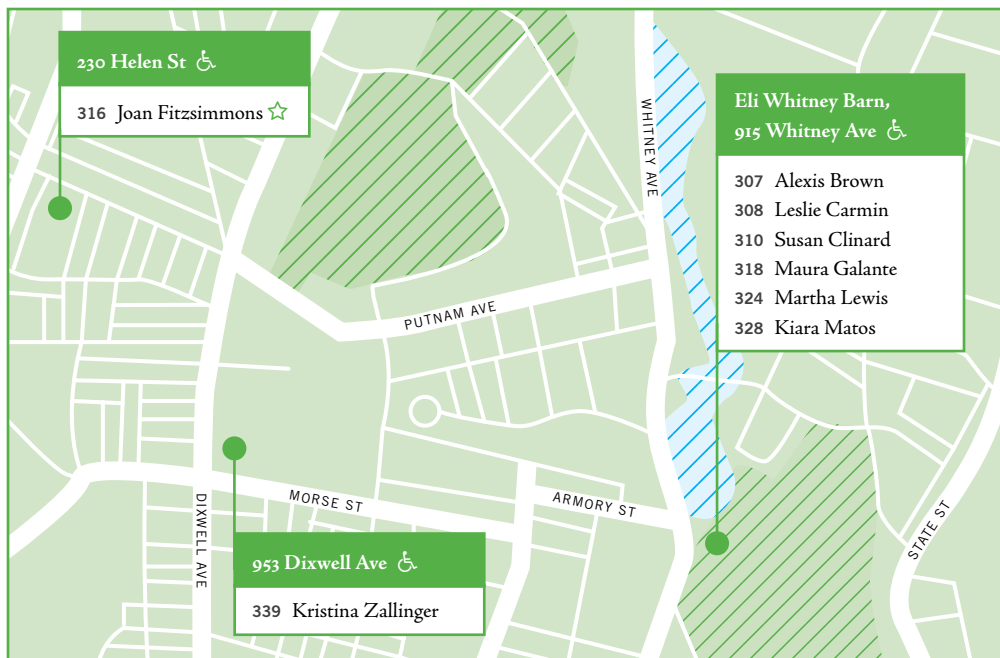 230 Helen St
316 Joan Fitzsimmons
WHITNEY AVE
Eli Whitney Barn,
915 Whitney Ave
307 Alexis Brown
308 Leslie Carmin
310 Susan Clinard
318 Maura Galante
324 Martha Lewis
328 Kiara Matos
PUTNAM AVE
DIXWELL AVE
MORSE ST
ARMORY ST
STATE ST
953 Dixwell Ave
339 Kristina Zallinger